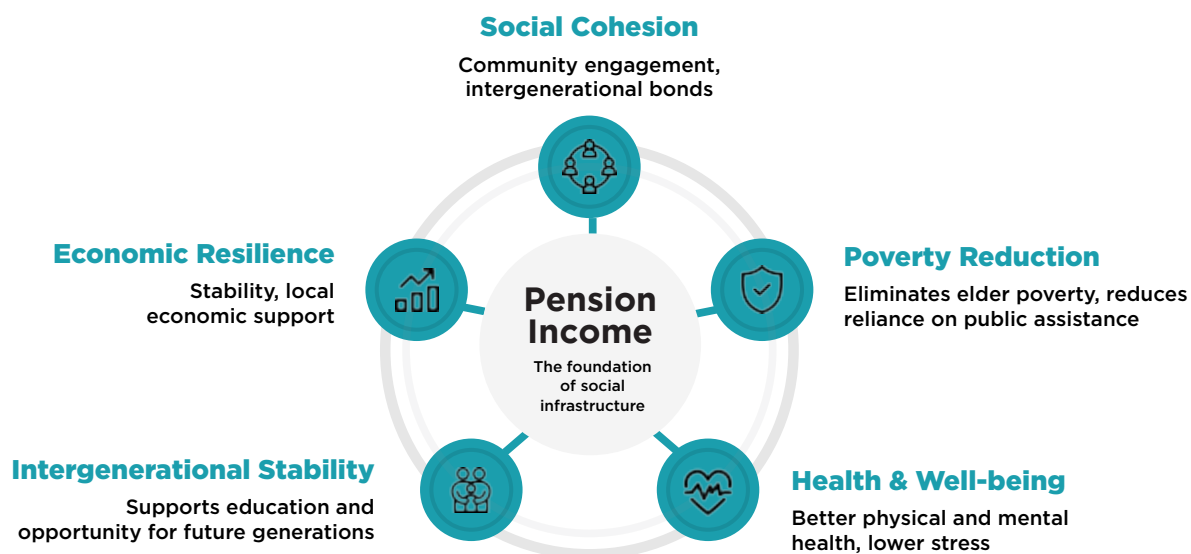 Social Cohesion
Community engagement,
intergenerational bonds
Economic Resilience
Stability, local
economic support
Pension
Income
The foundation
of social
infrastructure
Poverty Reduction
Eliminates elder poverty, reduces
reliance on public assistance
Intergenerational Stability
Supports education and
opportunity for future generations
Health & Well-being
Better physical and mental
health, lower stress